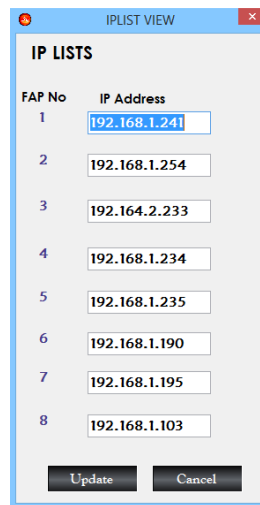 IPLIST VIEW
IP LISTS
FAP No IP Address
1 192.168.1.241
2 192.168.1.254
3 192.164.2.233
4 192.168.1.234
5 192.168.1.235
6 192.168.1.190
7 192.168.1.195
8 192.168.1.103
Update Cancel